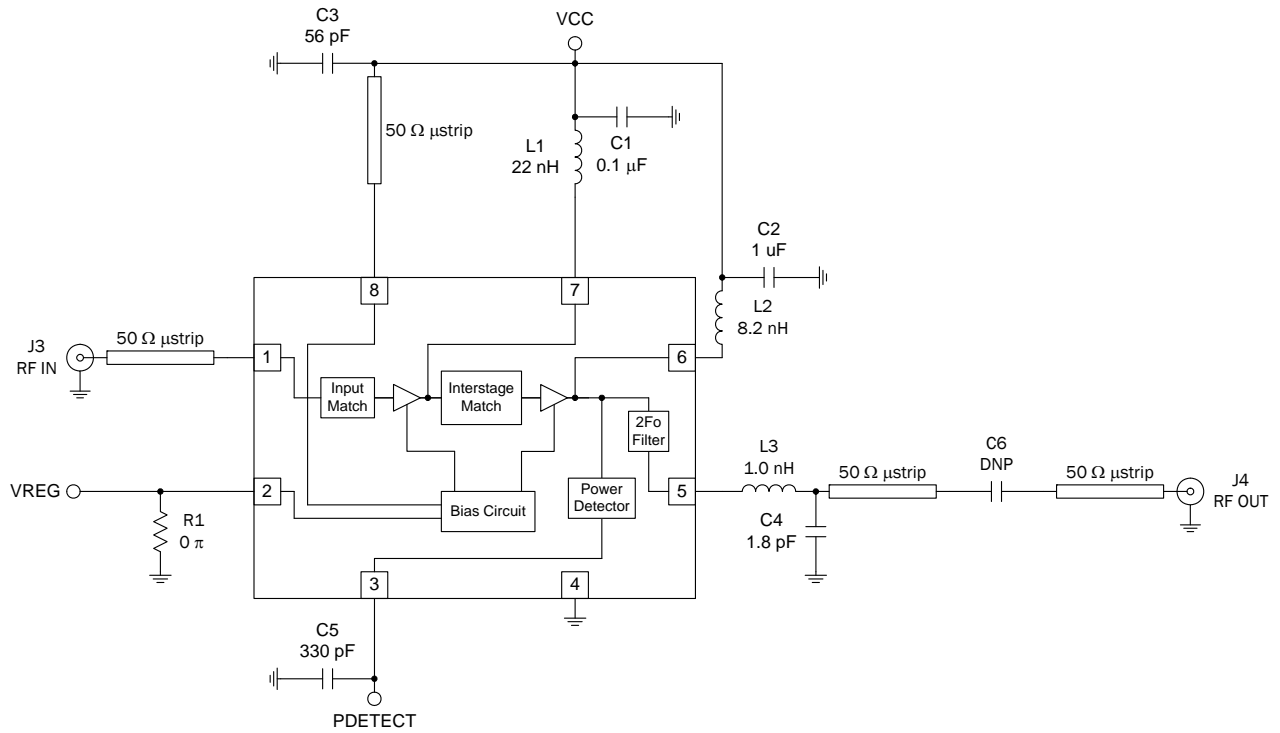 C3
56 pF
VCC
50 Ω µstrip
L1
22 nH
C1
0.1 µF
C2
1 uF
L2
8.2 nH
8
7
J3
RF IN
50 Ω µstrip
1
6
Input
Match
Interstage
Match
2Fo
Filter
VREG
2
R1
0 π
Bias Circuit
Power
Detector
5
L3
1.0 nH
C4
1.8 pF
50 Ω µstrip
C6
DNP
50 Ω µstrip
J4
RF OUT
3
4
C5
330 pF
PDETECT